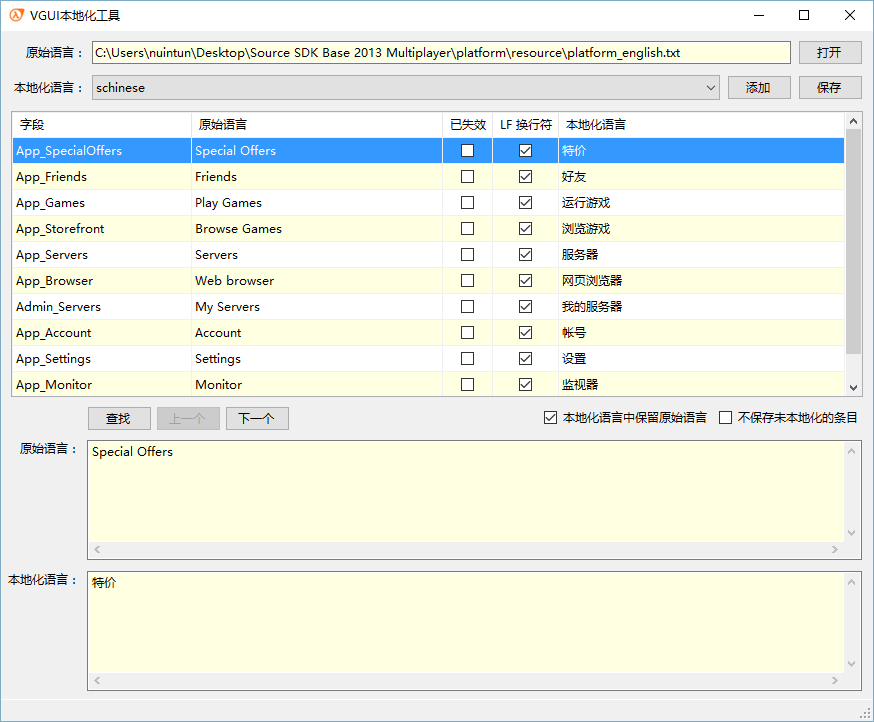 VGUI本地化工具
原始语言： C:\Users\nuintun\Desktop\Source SDK Base 2013 Multiplayer\platform\resource\platform_english.txt 打开
本地化语言： schinese 添加 保存
字段 原始语言 已失效 LF 换行符 本地化语言
App_SpecialOffers Special Offers 特价
App_Friends Friends 好友
App_Games Play Games 运行游戏
App_Storefront Browse Games 浏览游戏
App_Servers Servers 服务器
App_Browser Web browser 网页浏览器
Admin_Servers My Servers 我的服务器
App_Account Account 帐号
App_Settings Settings 设置
App_Monitor Monitor 监视器
查找 上一个 下一个 本地化语言中保留原始语言 不保存未本地化的条目
原始语言： Special Offers
本地化语言： 特价